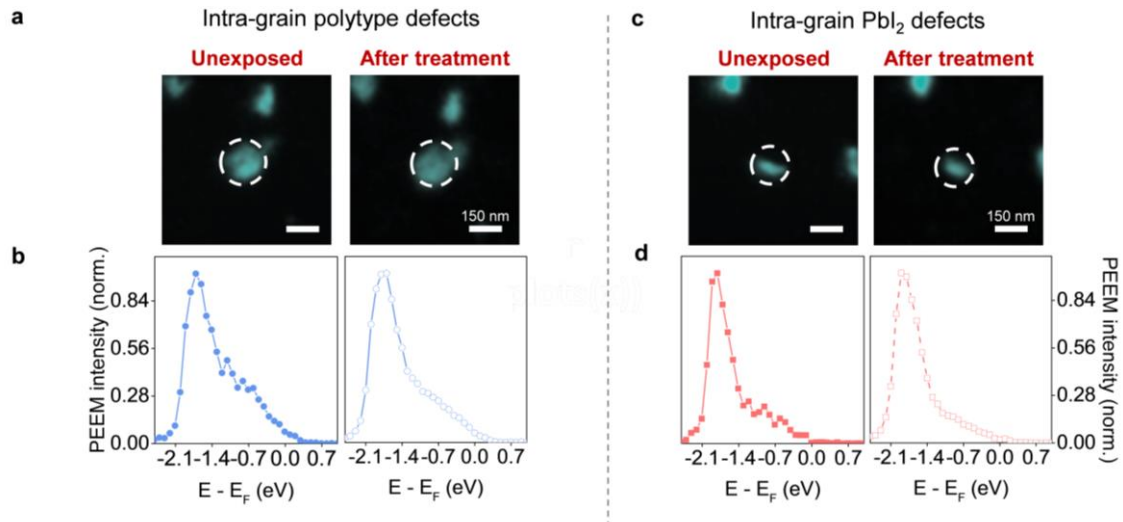 a
Intra-grain polytype defects
Unexposed
After treatment
150 nm
b
PEEM intensity (norm.)
0.84
0.56
0.28
0.00
-2.1 -1.4 -0.7 0.0 0.7
-2.1 -1.4 -0.7 0.0 0.7
E - E_F (eV)
E - E_F (eV)
c
Intra-grain PbI₂ defects
Unexposed
After treatment
150 nm
d
PEEM intensity (norm.)
0.84
0.56
0.28
0.00
-2.1 -1.4 -0.7 0.0 0.7
-2.1 -1.4 -0.7 0.0 0.7
E - E_F (eV)
E - E_F (eV)